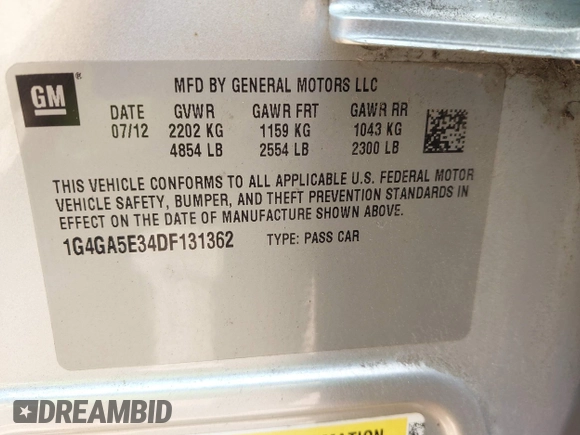 GM ®
MFD BY GENERAL MOTORS LLC
DATE GVWR GAWR FRT GAWR RR
07/12 2202 KG 1159 KG 1043 KG
4854 LB 2554 LB 2300 LB
THIS VEHICLE CONFORMS TO ALL APPLICABLE U.S. FEDERAL MOTOR
VEHICLE SAFETY, BUMPER, AND THEFT PREVENTION STANDARDS IN
EFFECT ON THE DATE OF MANUFACTURE SHOWN ABOVE.
1G4GA5E34DF131362 TYPE: PASS CAR
DREAMBID